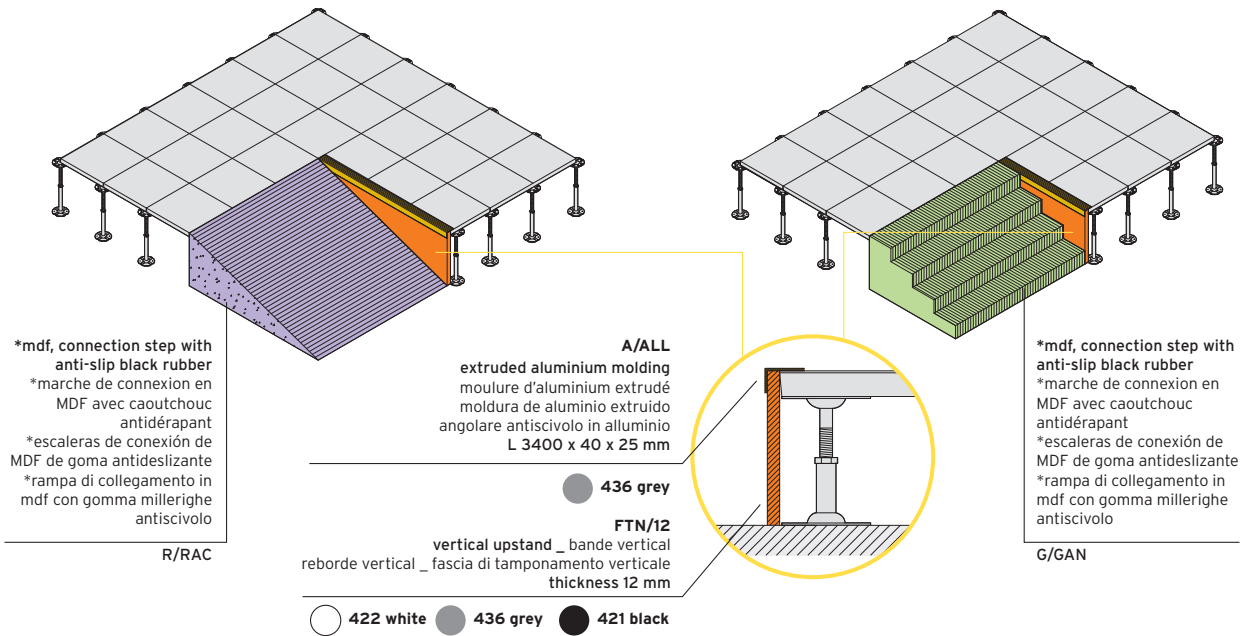 *mdf, connection step with
anti-slip black rubber
*marche de connexion en
MDF avec caoutchouc
antidérapant
*escaleras de conexión de
MDF de goma antideslizante
*rampa di collegamento in
mdf con gomma millerighe
antiscivolo
R/RAC
A/ALL
extruded aluminium molding
moulure d'aluminium extrudé
moldura de aluminio extruido
angolare antiscivolo in alluminio
L 3400 x 40 x 25 mm
436 grey
FTN/12
vertical upstand _ bande vertical
reborde vertical _ fascia di tamponamento verticale
thickness 12 mm
422 white 436 grey 421 black
*mdf, connection step with
anti-slip black rubber
*marche de connexion en
MDF avec caoutchouc
antidérapant
*escaleras de conexión de
MDF de goma antideslizante
*rampa di collegamento in
mdf con gomma millerighe
antiscivolo
G/GAN